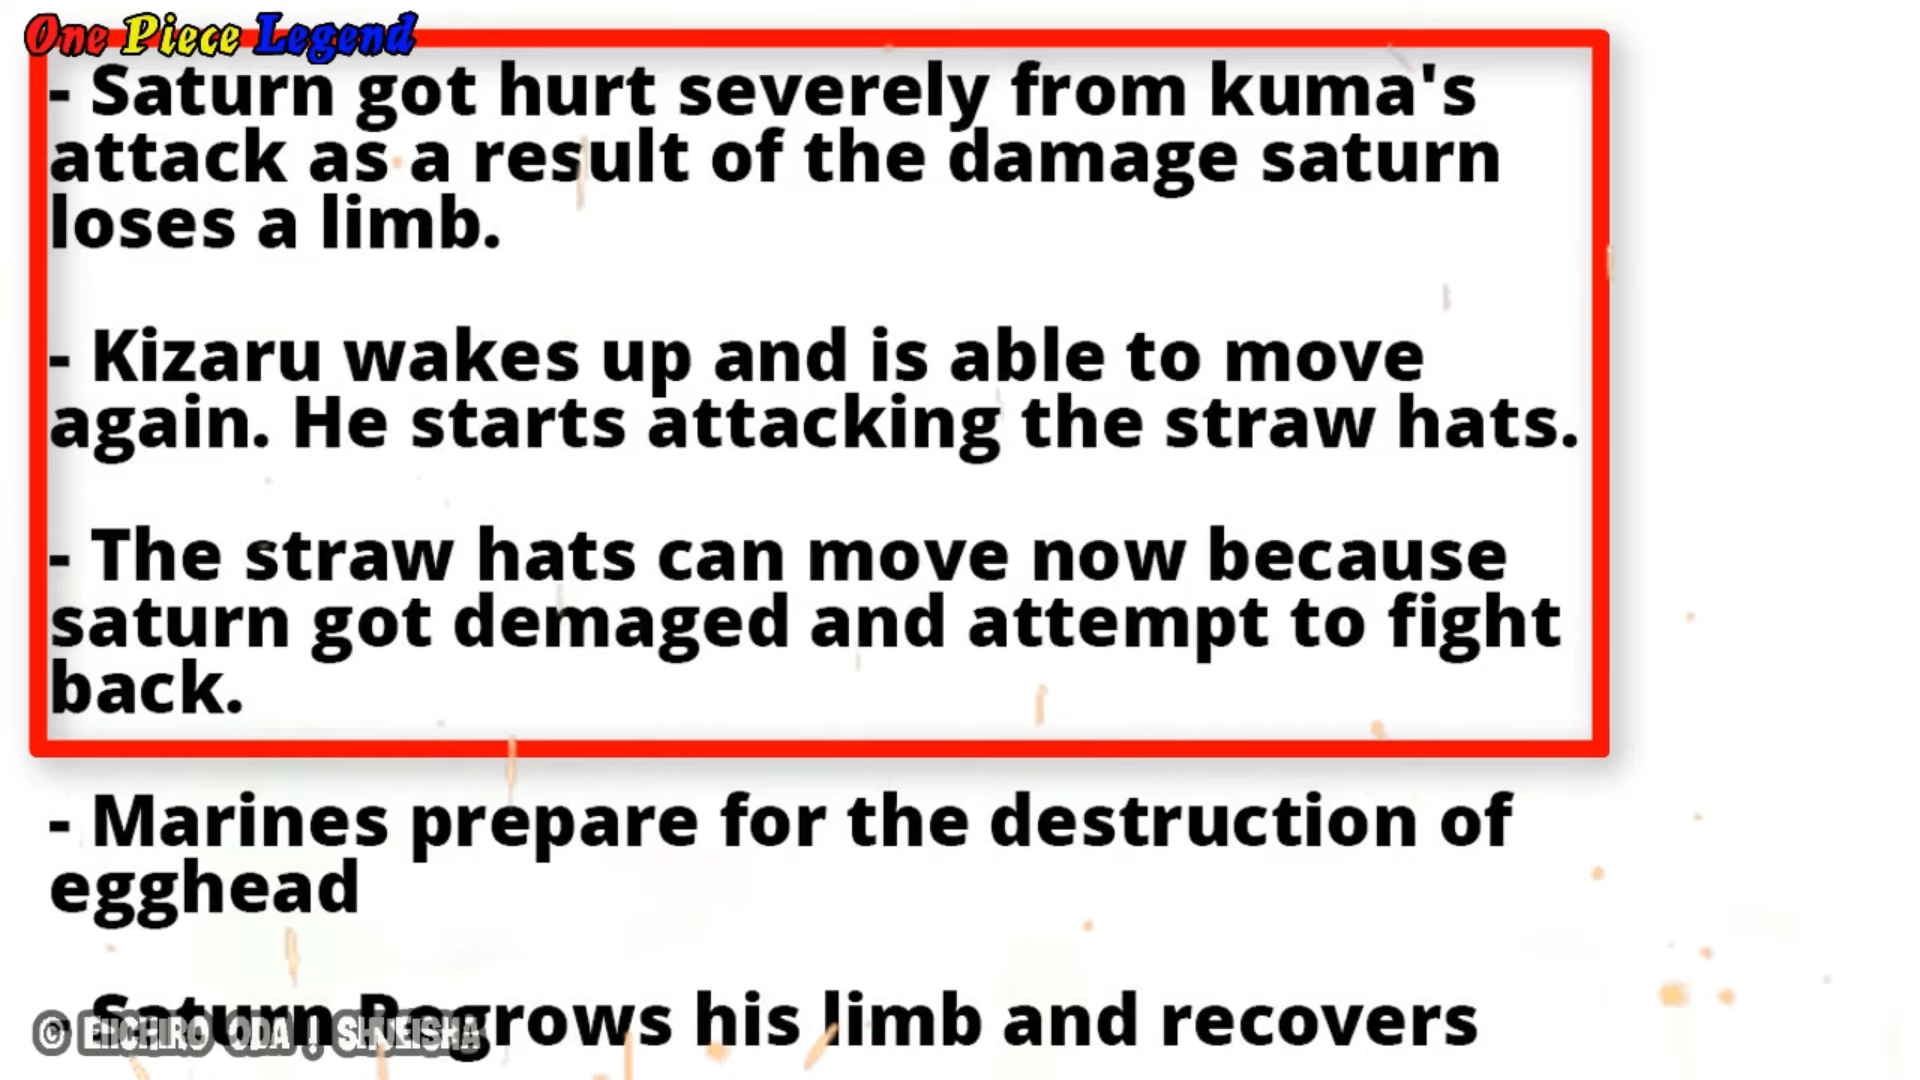 One Piece Legend
- Saturn got hurt severely from kuma's
attack as a result of the damage saturn
loses a limb.
- Kizaru wakes up and is able to move
again. He starts attacking the straw hats.
- The straw hats can move now because
saturn got demaged and attempt to fight
back.
- Marines prepare for the destruction of
egghead
- Saturn Regrows his limb and recovers
© EIICHIRO ODA